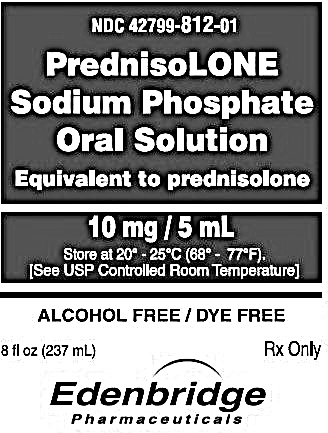 NDC 42799-812-01
PrednisoLONE
Sodium Phosphate
Oral Solution
Equivalent to prednisolone
10 mg / 5 mL
Store at 20° - 25°C (68° - 77°F).
[See USP Controlled Room Temperature]
ALCOHOL FREE / DYE FREE
8 fl oz (237 mL) Rx Only
Edenbridge
Pharmaceuticals